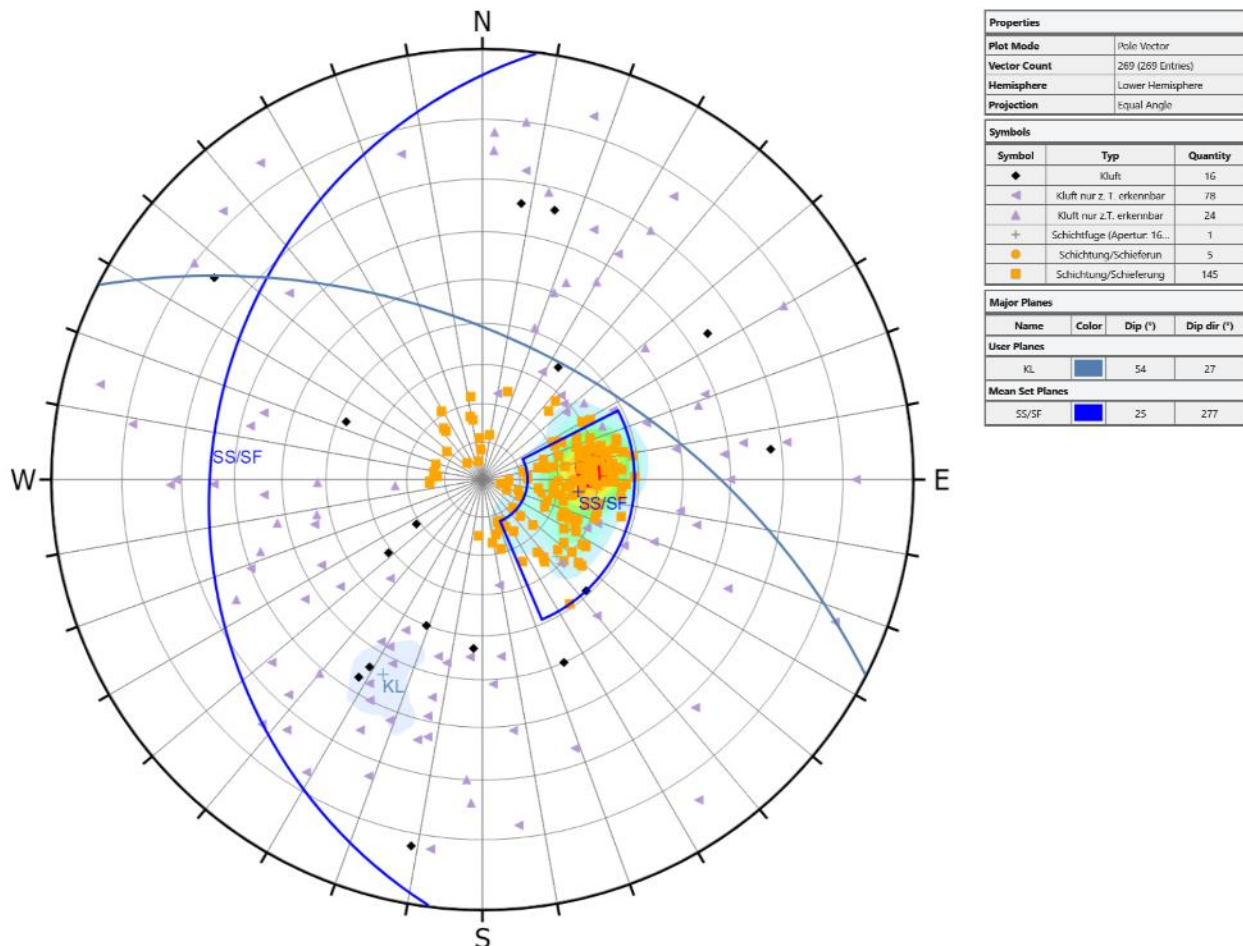 N
W
E
S
SS/SF
SS/SF
KL
Properties
Plot Mode Pole Vector
Vector Count 269 (269 Entries)
Hemisphere Lower Hemisphere
Projection Equal Angle
Symbols
Symbol Typ Quantity
Kluft 16
Kluft nur z. T. erkennbar 78
Kluft nur z.T. erkennbar 24
Schichtfuge (Apertur: 16... 1
Schichtung/Schieferun 5
Schichtung/Schieferung 145
Major Planes
Name Color Dip (°) Dip dir (°)
User Planes
KL 54 27
Mean Set Planes
SS/SF 25 277